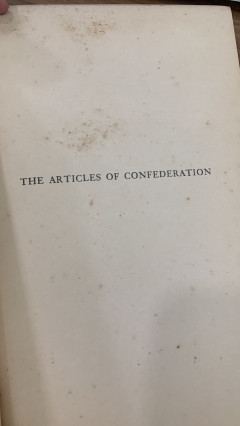 THE ARTICLES OF CONFEDERATION